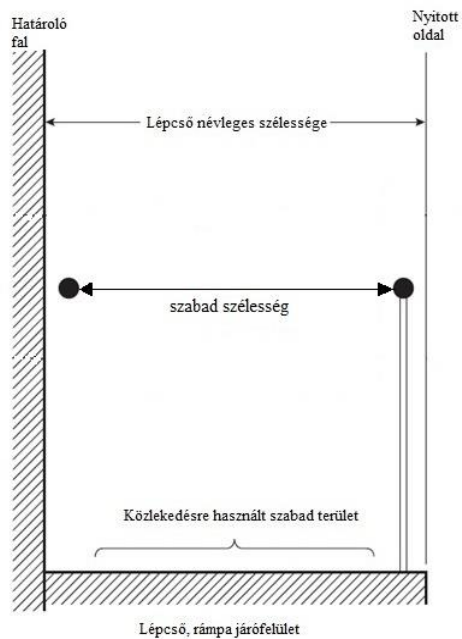 Határoló
fal
Nyitott
oldal
Lépcső névleges szélessége
szabad szélesség
Közlekedésre használt szabad terület
Lépcső, rámpa járófelület